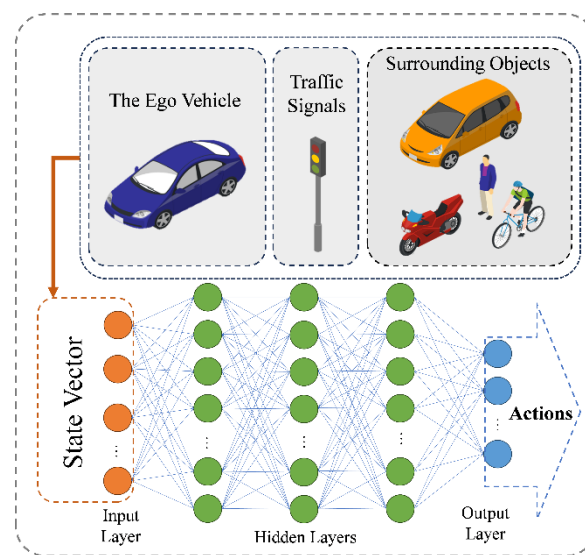 The Ego Vehicle
Traffic
Signals
Surrounding Objects
State Vector
Actions
Input
Layer
Hidden Layers
Output
Layer